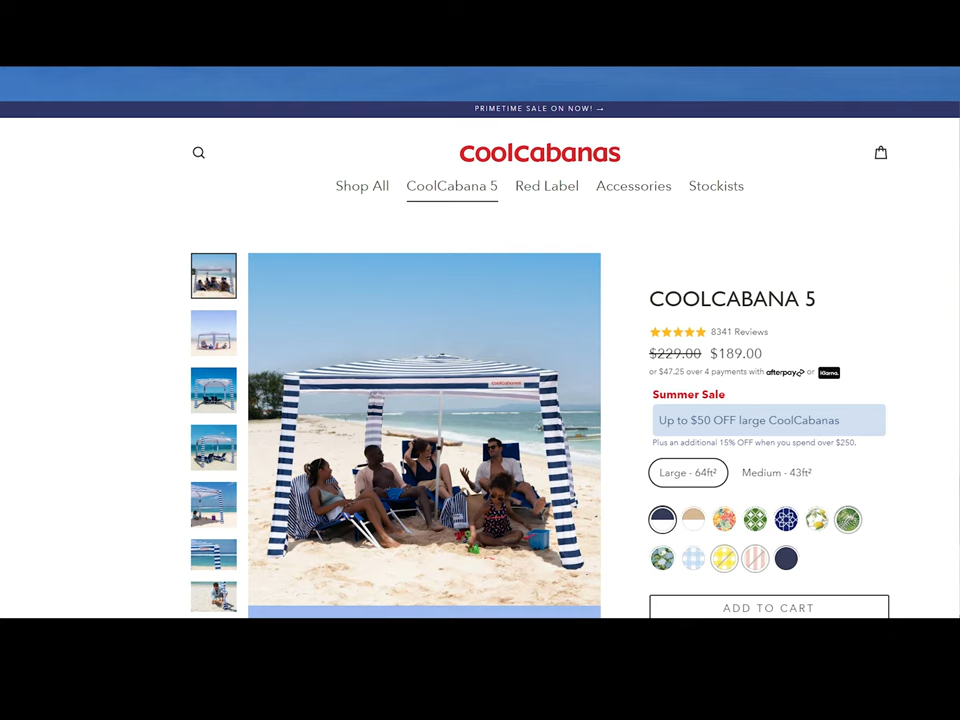 PRIMETIME SALE ON NOW! →
coolcabanas
Shop All CoolCabana 5 Red Label Accessories Stockists
coolcabanas
COOLCABANA 5
8341 Reviews
$229.00 $189.00
or $47.25 over 4 payments with afterpay or Klarna.
Summer Sale
Up to $50 OFF large CoolCabanas
Plus an additional 15% OFF when you spend over $250.
Large - 64ft² Medium - 43ft²
ADD TO CART